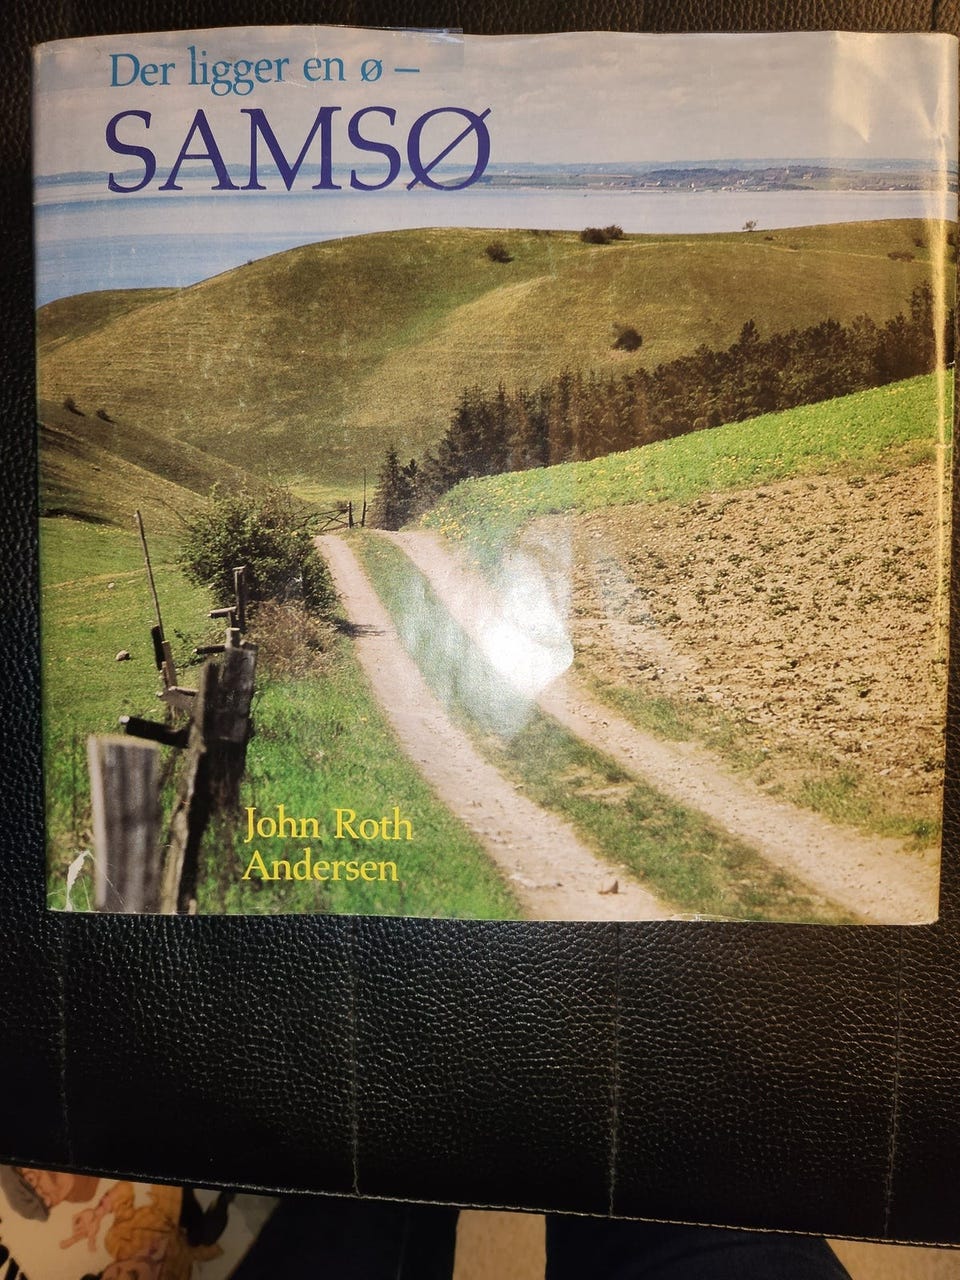 Der ligger en ø –
SAMSØ
John Roth
Andersen